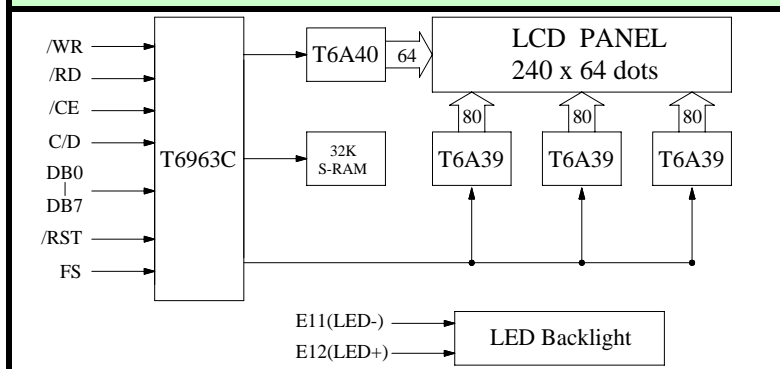 /WR
/RD
/CE
C/D
DB0
DB7
/RST
FS
T6963C
T6A40
64
LCD PANEL
240 x 64 dots
32K
S-RAM
80
80
80
T6A39
T6A39
T6A39
E11(LED-)
E12(LED+)
LED Backlight